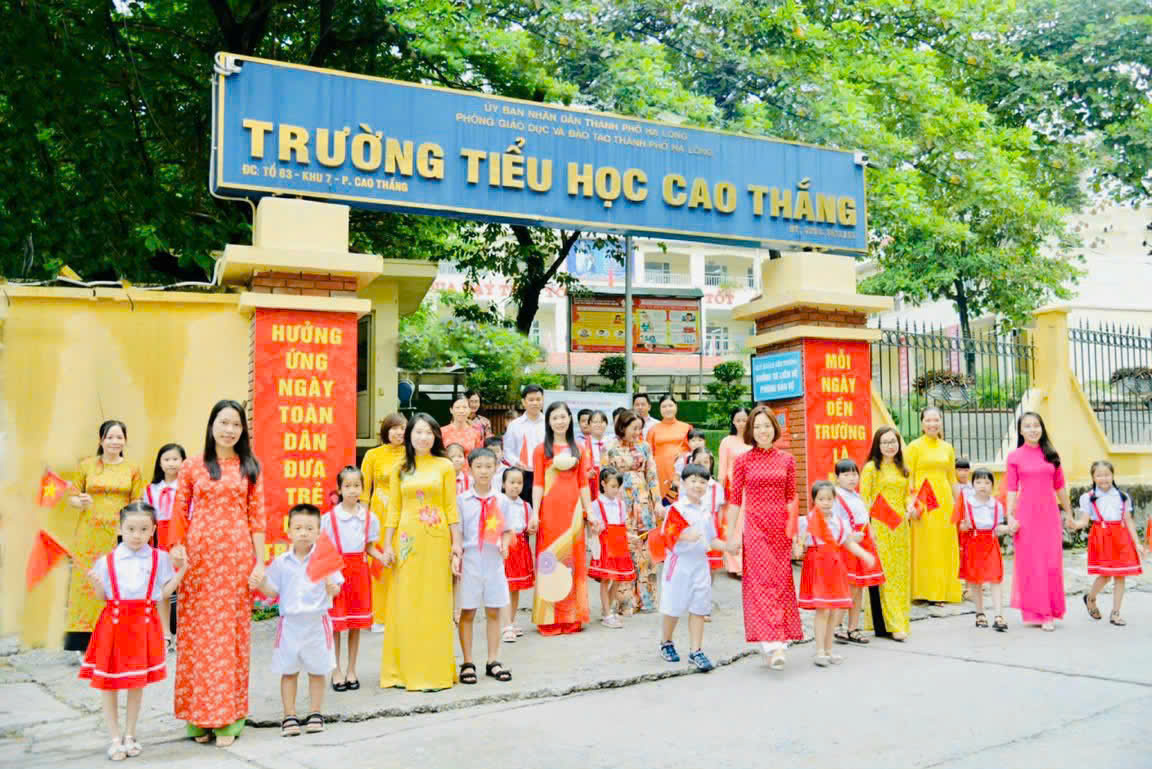 ỦY BAN NHÂN DÂN THÀNH PHỐ HẠ LONG
PHÒNG GIÁO DỤC VÀ ĐÀO TẠO THÀNH PHỐ HẠ LONG
TRƯỜNG TIỂU HỌC CAO THẮNG
ĐC: TỔ 63 - KHU 7 - P. CAO THẮNG
TỐT
HƯỞNG
ỨNG
NGÀY
TOÀN
DÂN
ĐƯA
TRẺ
MỖI
NGÀY
ĐẾN
TRƯỜNG
LÀ